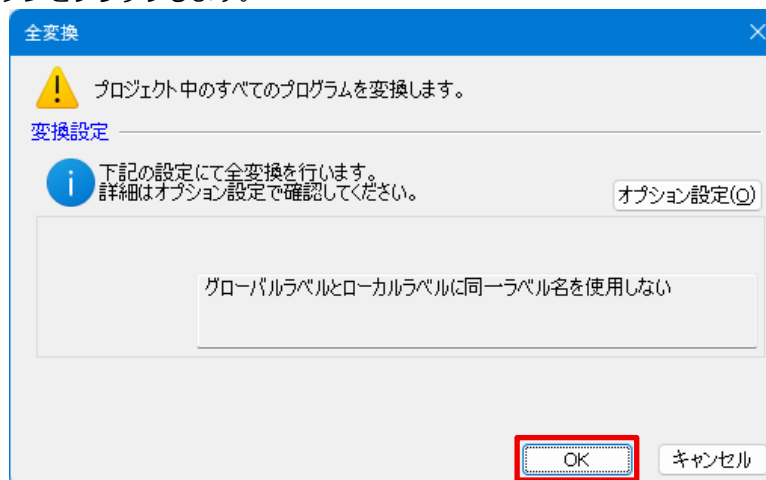 全変換
プロジェクト中のすべてのプログラムを変換します。
変換設定
下記の設定にて全変換を行います。
詳細はオプション設定で確認してください。
オプション設定(O)
グローバルラベルとローカルラベルに同一ラベル名を使用しない
OK
キャンセル